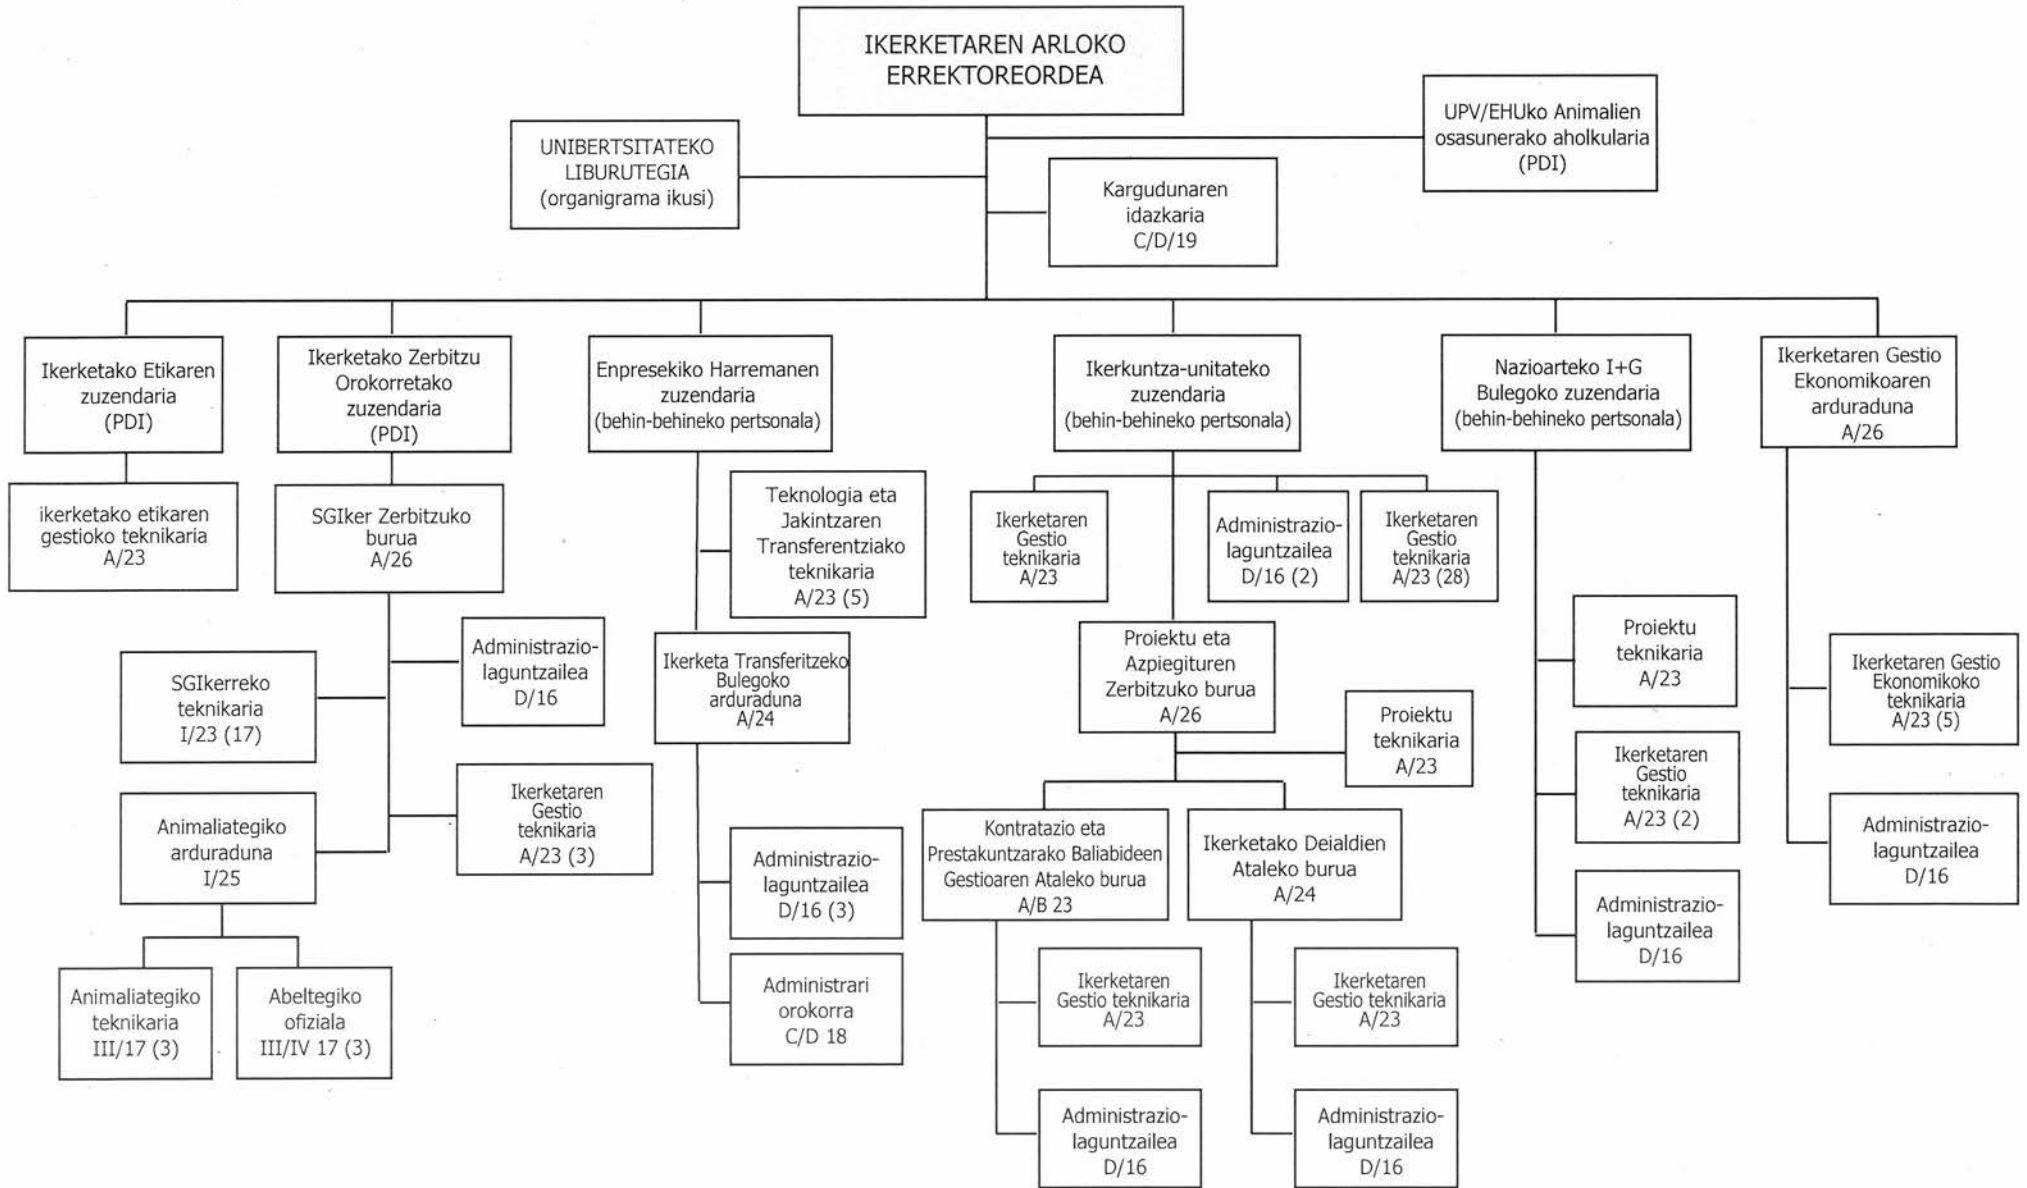 IKERKETAREN ARLOKO
ERREKTOREORDEA
UPV/EHUko Animalien
osasunerako aholkularia
(PDI)
UNIBERTSITATEKO
LIBURUTEGIA
(organigrama ikusi)
Kargudunaren
idazkaria
C/D/19
Ikerketako Etikaren
zuzendaria
(PDI)
Ikerketako Zerbitzu
Orokorretako
zuzendaria
(PDI)
Enpresekiko Harremanen
zuzendaria
(behin-behineko pertsonala)
Ikerkuntza-unitateko
zuzendaria
(behin-behineko pertsonala)
Nazioarteko I+G
Bulegoko zuzendaria
(behin-behineko pertsonala)
Ikerketaren Gestio
Ekonomikoaren
arduraduna
A/26
ikerketako etikaren
gestioko teknikaria
A/23
SGIker Zerbitzuko
burua
A/26
Teknologia eta
Jakintzaren
Transferentziako
teknikaria
A/23 (5)
Ikerketaren
Gestio
teknikaria
A/23
Administrazio-
laguntzailea
D/16 (2)
Ikerketaren
Gestio
teknikaria
A/23 (28)
SGIkerreko
teknikaria
I/23 (17)
Administrazio-
laguntzailea
D/16
Ikerketa Transferitzeko
Bulegoko
arduraduna
A/24
Proiektu eta
Azpiegituren
Zerbitzuko burua
A/26
Proiektu
teknikaria
A/23
Proiektu
teknikaria
A/23
Ikerketaren Gestio
Ekonomikoko
teknikaria
A/23 (5)
Animaliategiko
arduraduna
I/25
Ikerketaren
Gestio
teknikaria
A/23 (3)
Administrazio-
laguntzailea
D/16 (3)
Kontratazio eta
Prestakuntzarako Baliabideen
Gestioaren Ataleko burua
A/B 23
Ikerketako Deialdien
Ataleko burua
A/24
Ikerketaren
Gestio
teknikaria
A/23 (2)
Administrazio-
laguntzailea
D/16
Administrazio-
laguntzailea
D/16
Animaliategiko
teknikaria
III/17 (3)
Abeltegiko
ofiziala
III/IV 17 (3)
Administrari
orokorra
C/D 18
Ikerketaren
Gestio teknikaria
A/23
Ikerketaren
Gestio teknikaria
A/23
Administrazio-
laguntzailea
D/16
Administrazio-
laguntzailea
D/16